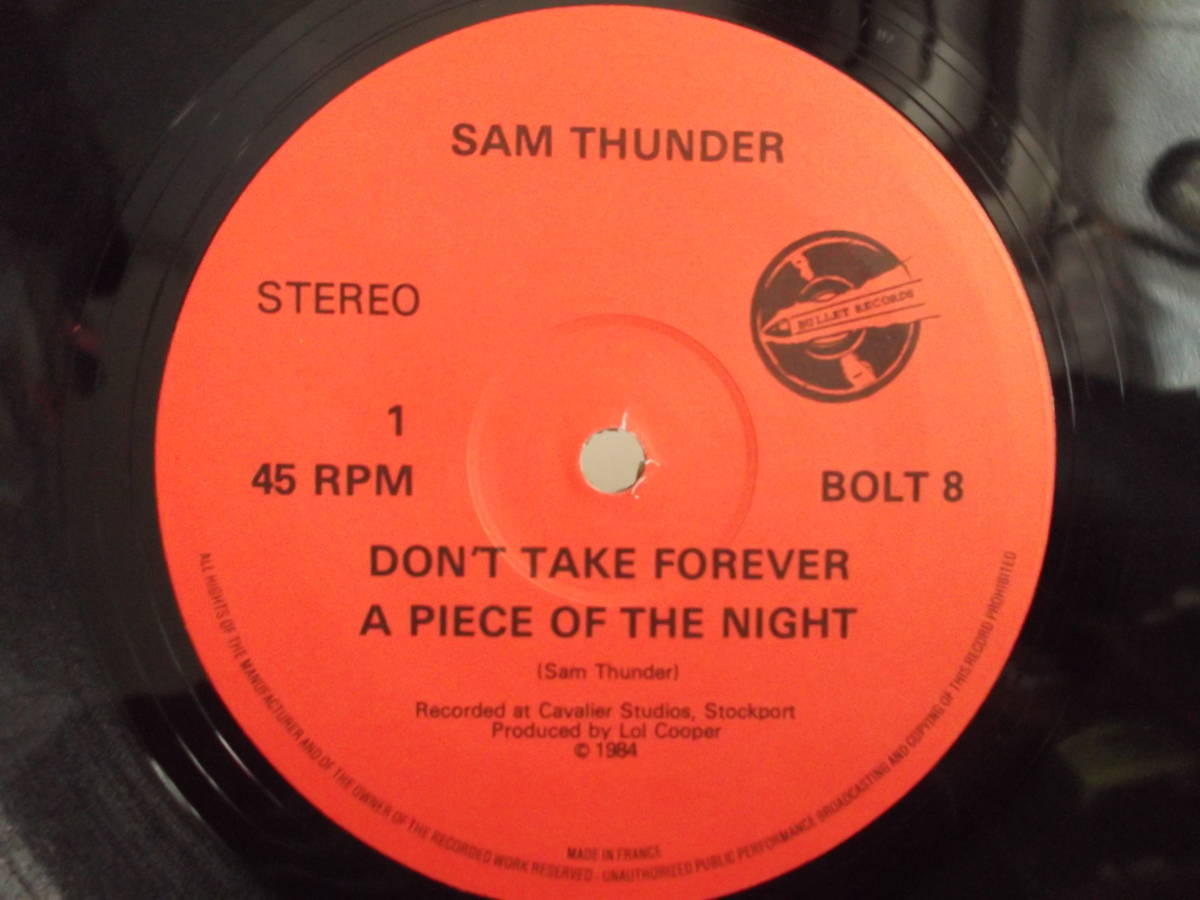 SAM THUNDER
STEREO
BULLET RECORDS
1
45 RPM
BOLT 8
DON'T TAKE FOREVER
A PIECE OF THE NIGHT
(Sam Thunder)
Recorded at Cavalier Studios, Stockport
Produced by Lol Cooper
© 1984
MADE IN FRANCE
ALL RIGHTS OF THE MANUFACTURER AND OF THE OWNER OF THE RECORDED WORK RESERVED - UNAUTHORIZED PUBLIC PERFORMANCE BROADCASTING AND COPYING OF THIS RECORD PROHIBITED